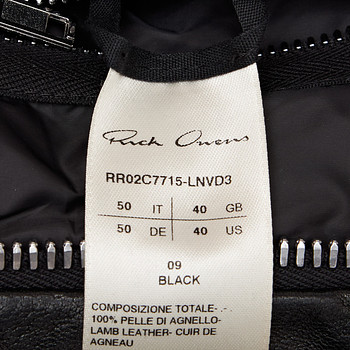 Rick Owens
RR02C7715-LNVD3
50 IT 40 GB
50 DE 40 US
09
BLACK
COMPOSIZIONE TOTALE- .- .
100% PELLE DI AGNELLO-
LAMB LEATHER- CUIR DE
AGNEAU